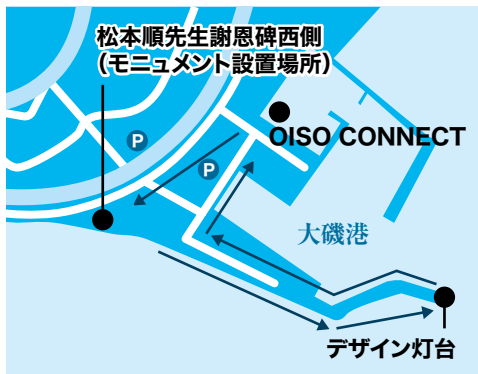 松本順先生謝恩碑西側
（モニュメント設置場所）
P
OISO CONNECT
P
大磯港
デザイン灯台